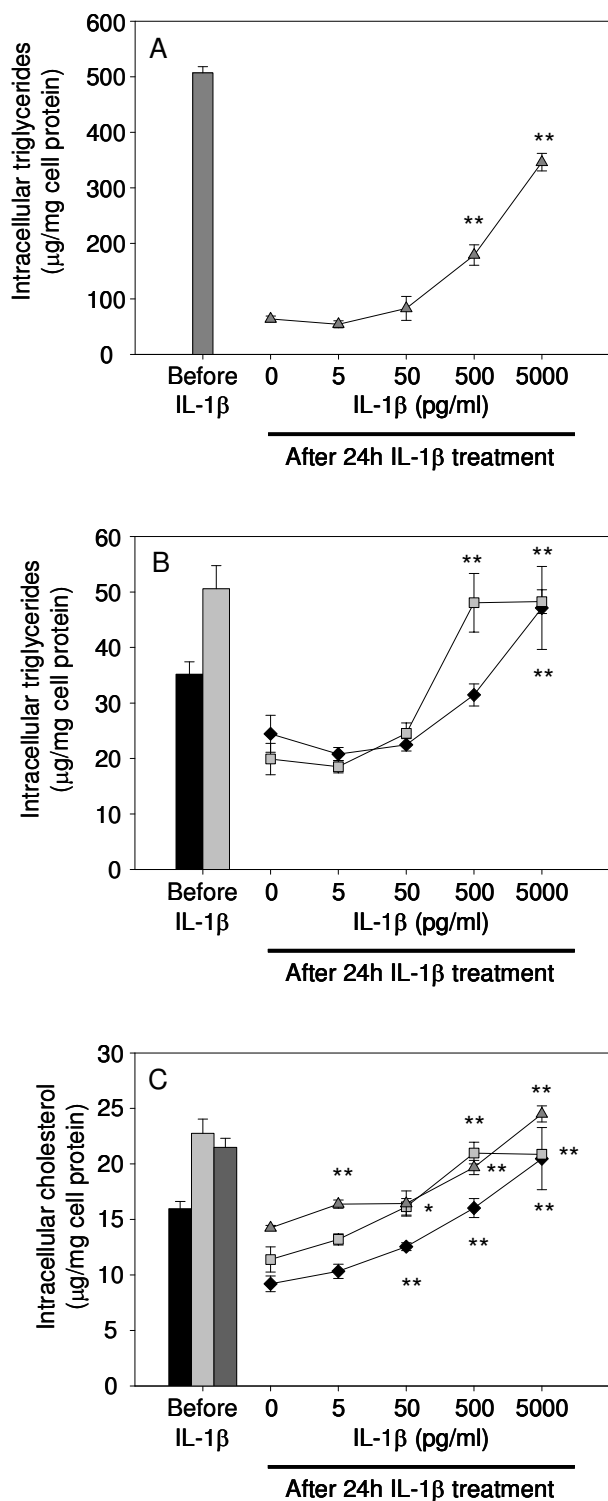 A
Intracellular triglycerides
(µg/mg cell protein)
600
500
400
300
200
100
0
**
**
Before
IL-1β
0 5 50 500 5000
IL-1β (pg/ml)
After 24h IL-1β treatment
B
Intracellular triglycerides
(µg/mg cell protein)
60
50
40
30
20
10
0
**
**
**
Before
IL-1β
0 5 50 500 5000
IL-1β (pg/ml)
After 24h IL-1β treatment
C
Intracellular cholesterol
(µg/mg cell protein)
30
25
20
15
10
5
0
**
**
**
**
**
*
**
**
**
Before
IL-1β
0 5 50 500 5000
IL-1β (pg/ml)
After 24h IL-1β treatment